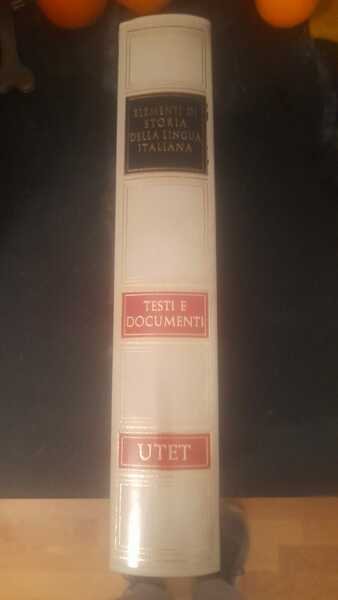 ELEMENTI DI
STORIA
DELLA LINGUA
ITALIANA
TESTI E
DOCUMENTI
UTET